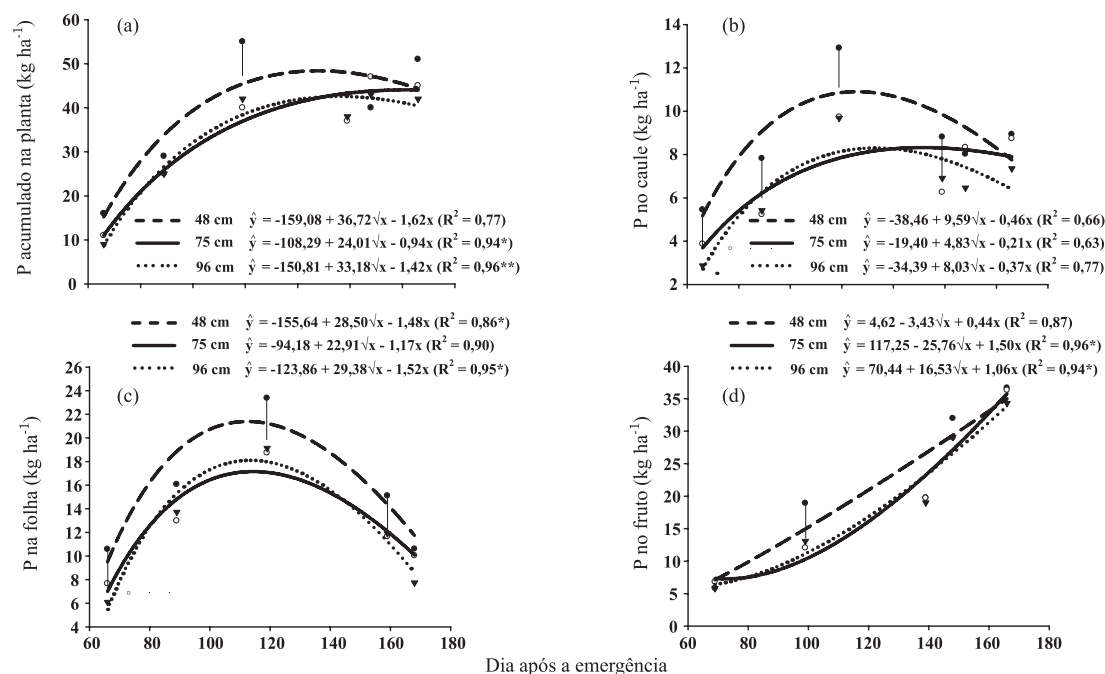 (a)
P acumulado na planta (kg ha⁻¹)
60
50
40
30
20
10
0
48 cm ŷ = -159,08 + 36,72√x - 1,62x (R² = 0,77)
75 cm ŷ = -108,29 + 24,01√x - 0,94x (R² = 0,94*)
96 cm ŷ = -150,81 + 33,18√x - 1,42x (R² = 0,96**)
(b)
P no caule (kg ha⁻¹)
14
12
10
8
6
4
2
48 cm ŷ = -38,46 + 9,59√x - 0,46x (R² = 0,66)
75 cm ŷ = -19,40 + 4,83√x - 0,21x (R² = 0,63)
96 cm ŷ = -34,39 + 8,03√x - 0,37x (R² = 0,77)
48 cm ŷ = -155,64 + 28,50√x - 1,48x (R² = 0,86*)
75 cm ŷ = -94,18 + 22,91√x - 1,17x (R² = 0,90)
96 cm ŷ = -123,86 + 29,38√x - 1,52x (R² = 0,95*)
(c)
P na folha (kg ha⁻¹)
26
24
22
20
18
16
14
12
10
8
6
4
60 80 100 120 140 160 180
48 cm ŷ = 4,62 - 3,43√x + 0,44x (R² = 0,87)
75 cm ŷ = 117,25 - 25,76√x + 1,50x (R² = 0,96*)
96 cm ŷ = 70,44 + 16,53√x + 1,06x (R² = 0,94*)
(d)
P no fruto (kg ha⁻¹)
40
35
30
25
20
15
10
5
0
60 80 100 120 140 160 180
Dia após a emergência